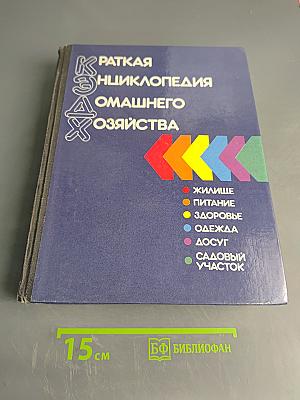 КРАТКАЯ
ЭНЦИКЛОПЕДИЯ
ДОМАШНЕГО
ХОЗЯЙСТВА
ЖИЛИЩЕ
ПИТАНИЕ
ЗДОРОВЬЕ
ОДЕЖДА
ДОСУГ
САДОВЫЙ
УЧАСТОК
15 см
БФ БИБЛИОФАН